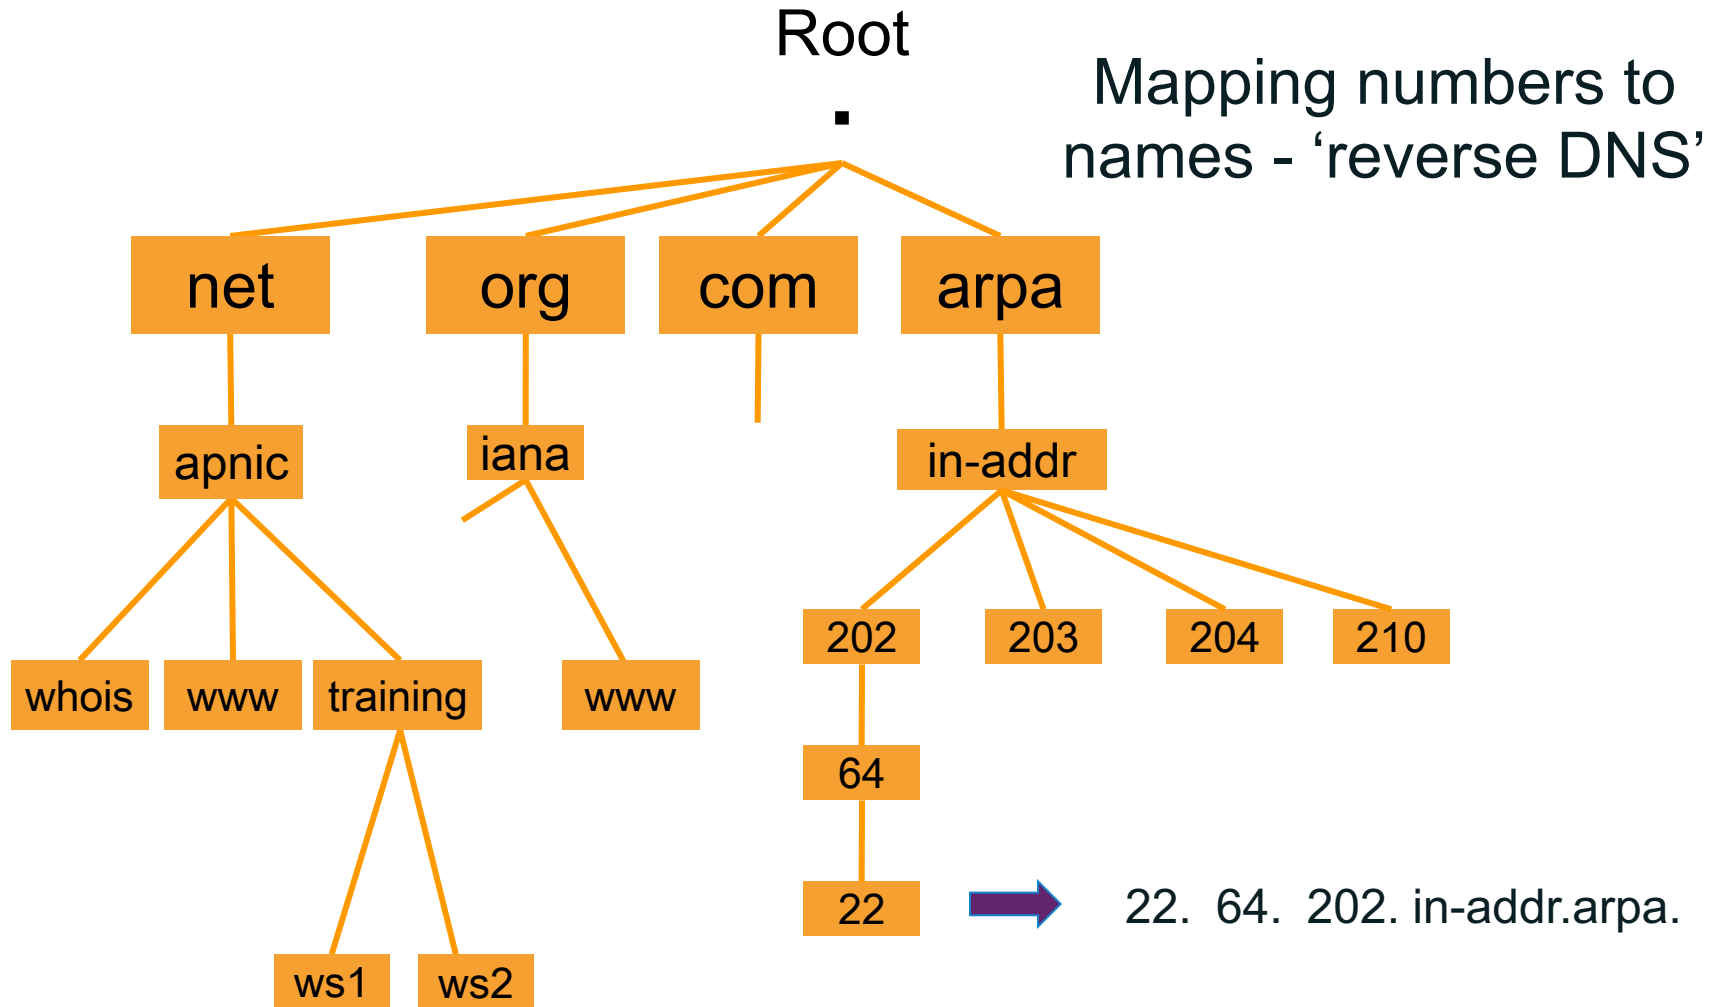 Root
.
Mapping numbers to
names - ‘reverse DNS’
net
org
com
arpa
apnic
iana
in-addr
202
203
204
210
whois
www
training
www
64
22
22. 64. 202. in-addr.arpa.
ws1
ws2